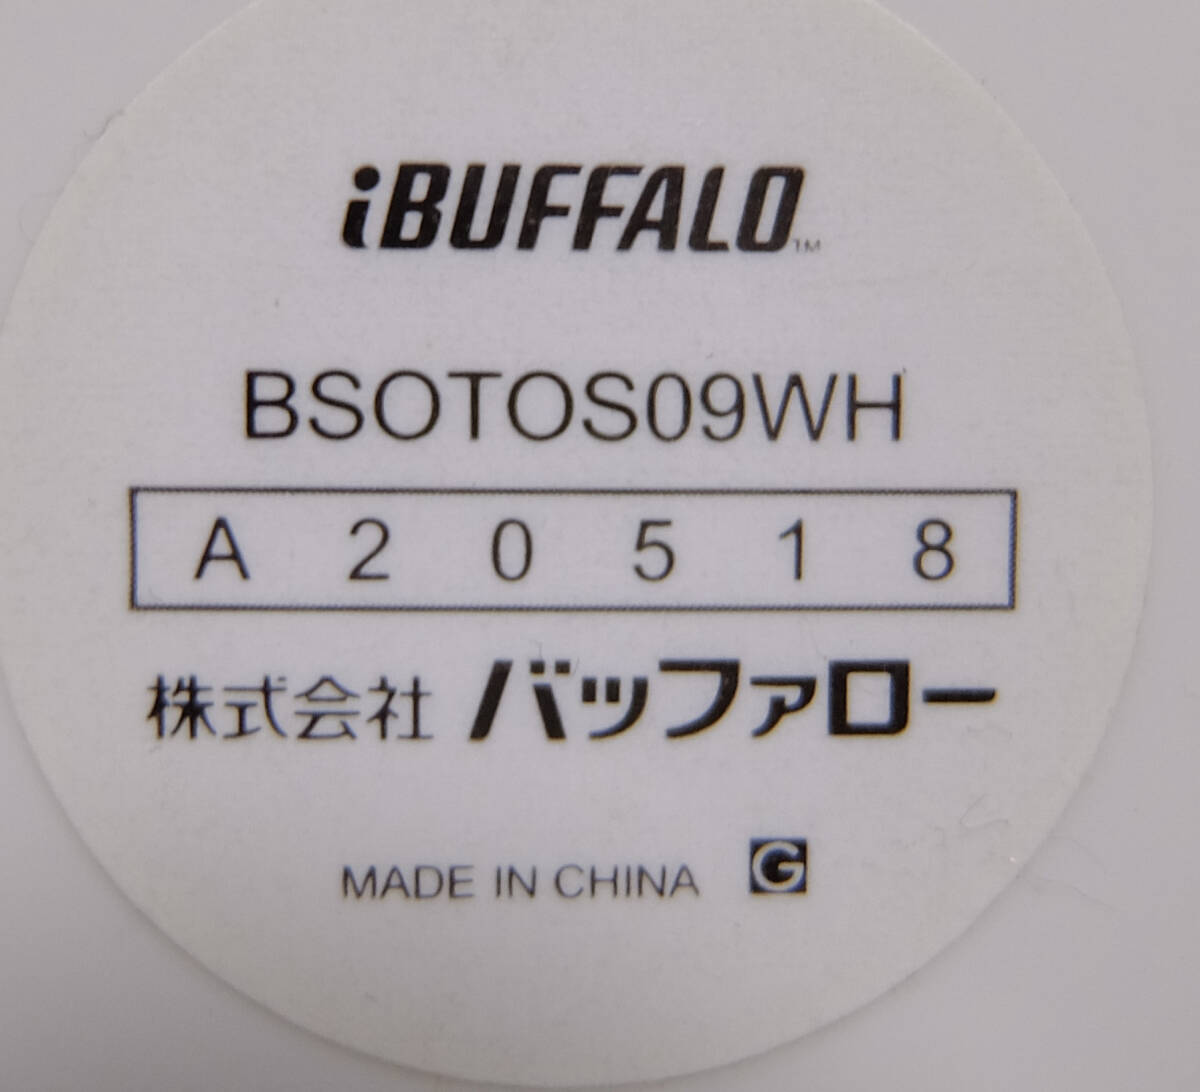 iBUFFALO™
BSOTOS09WH
A 2 0 5 1 8
株式会社 バッファロー
MADE IN CHINA G